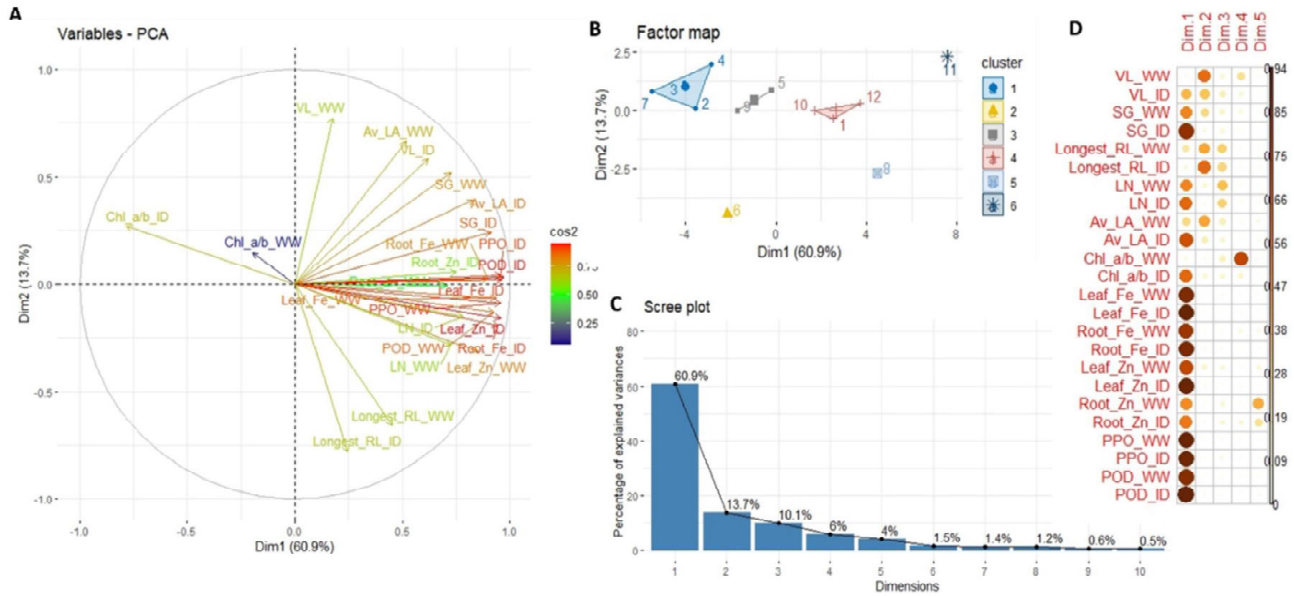 A
Variables - PCA
1.0
0.5
0.0
-0.5
-1.0
Dim2 (13.7%)
VL_WW
Av_LA_WW
VL_ID
SG_WW
Av_LA_ID
Chl_a/b_ID
SG_ID
Chl_a/b_WW
Root_Fe_WW
PPO_ID
Root_Zn_ID
POD_ID
Leaf_Fe_WW
Leaf_Fe_ID
PPO_WW
LN_ID
Leaf_Zn_ID
POD_WW
Root_Fe_ID
LN_WW
Leaf_Zn_WW
Longest_RL_WW
Longest_RL_ID
-1.0
-0.5
0.0
0.5
1.0
Dim1 (60.9%)
cos2
0.50
0.25
B
Factor map
2.5
0.0
-2.5
Dim2 (13.7%)
4
3
7
2
5
9
10
12
1
8
6
11
-4
0
4
8
Dim1 (60.9%)
cluster
1
2
3
4
5
6
C
Scree plot
80
60
40
20
0
Percentage of explained variances
60.9%
13.7%
10.1%
6%
4%
1.5%
1.4%
1.2%
0.6%
0.5%
1
2
3
4
5
6
7
8
9
10
Dimensions
D
Dim.1
Dim.2
Dim.3
Dim.4
Dim.5
VL_WW
VL_ID
SG_WW
SG_ID
Longest_RL_WW
Longest_RL_ID
LN_WW
LN_ID
Av_LA_WW
Av_LA_ID
Chl_a/b_WW
Chl_a/b_ID
Leaf_Fe_WW
Leaf_Fe_ID
Root_Fe_WW
Root_Fe_ID
Leaf_Zn_WW
Leaf_Zn_ID
Root_Zn_WW
Root_Zn_ID
PPO_WW
PPO_ID
POD_WW
POD_ID
0.94
0.85
0.75
0.66
0.56
0.47
0.38
0.28
0.19
0.09
0